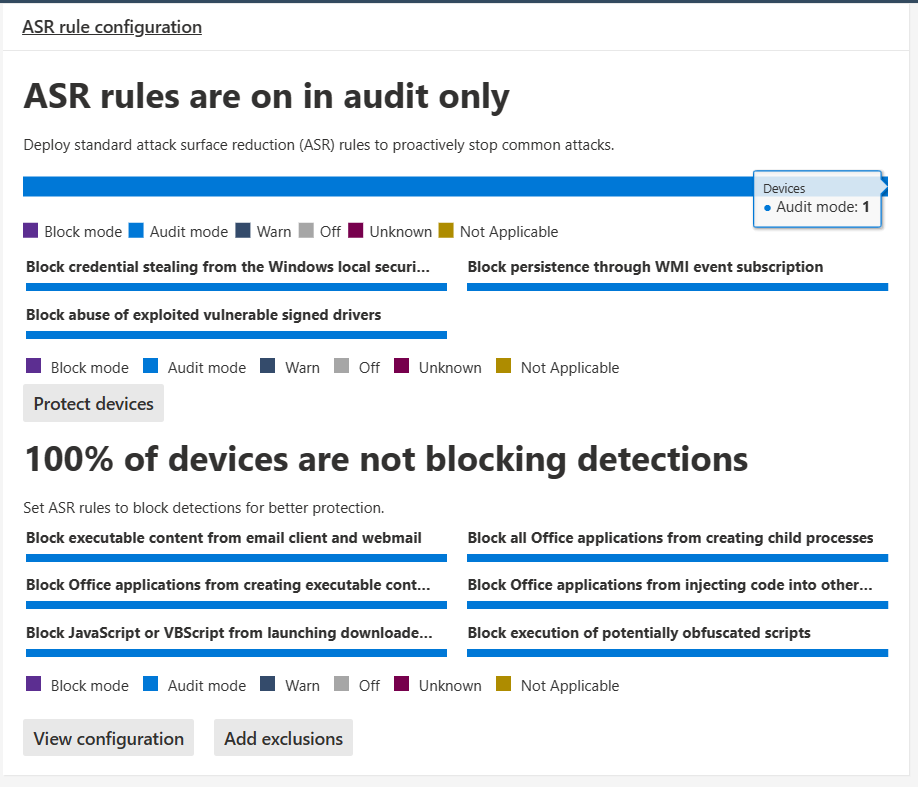 ASR rule configuration
ASR rules are on in audit only
Deploy standard attack surface reduction (ASR) rules to proactively stop common attacks.
Devices
Audit mode: 1
Block mode Audit mode Warn Off Unknown Not Applicable
Block credential stealing from the Windows local securi... Block persistence through WMI event subscription
Block abuse of exploited vulnerable signed drivers
Block mode Audit mode Warn Off Unknown Not Applicable
Protect devices
100% of devices are not blocking detections
Set ASR rules to block detections for better protection.
Block executable content from email client and webmail Block all Office applications from creating child processes
Block Office applications from creating executable cont... Block Office applications from injecting code into other...
Block JavaScript or VBScript from launching downloade... Block execution of potentially obfuscated scripts
Block mode Audit mode Warn Off Unknown Not Applicable
View configuration Add exclusions